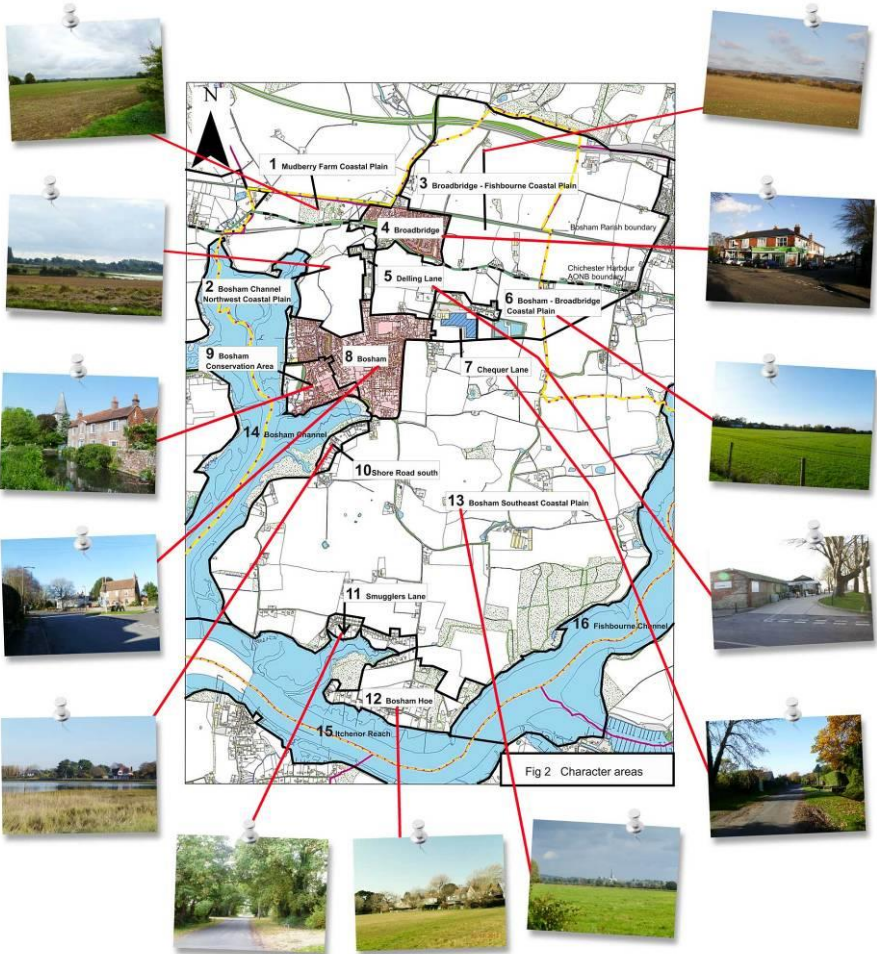 N
1 Mudberry Farm Coastal Plain
3 Broadbridge - Fishbourne Coastal Plain
4 Broadbridge
Bosham Parish boundary
Chichester Harbour
AONB boundary
5 Delling Lane
2 Bosham Channel
Northwest Coastal Plain
6 Bosham - Broadbridge
Coastal Plain
9 Bosham
Conservation Area
8 Bosham
7 Chequer Lane
14 Bosham Channel
10 Shore Road south
13 Bosham Southeast Coastal Plain
11 Smugglers Lane
16 Fishbourne Channel
12 Bosham Hoe
15 Itchenor Reach
Fig 2 Character areas